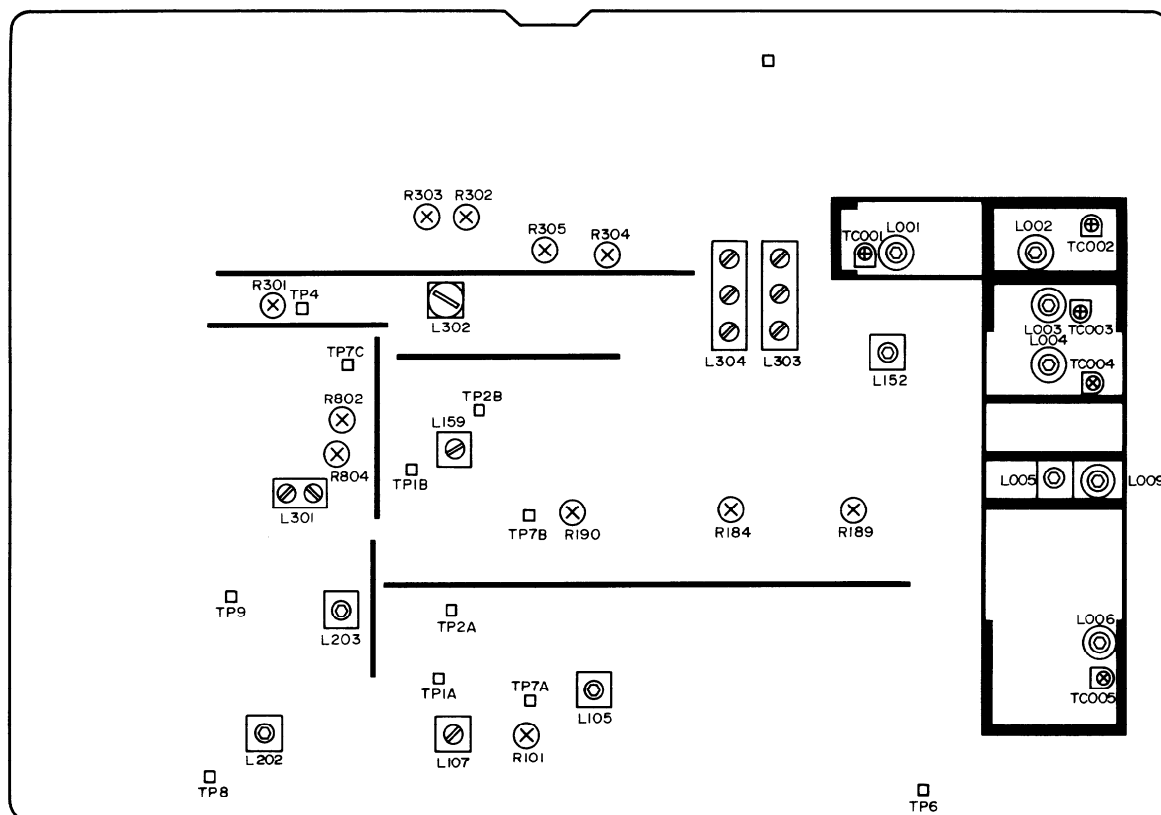 R303
R302
R305
R304
TC001
L001
L002
TC002
R301
TP4
L302
L003
TC003
L004
TC004
L304
L303
L152
TP7C
R802
TP2B
L159
R804
TP1B
L301
L005
L009
TP7B
R190
R184
R189
TP9
L203
TP2A
L006
TP1A
TP7A
L105
TC005
L202
L107
R101
TP8
TP6